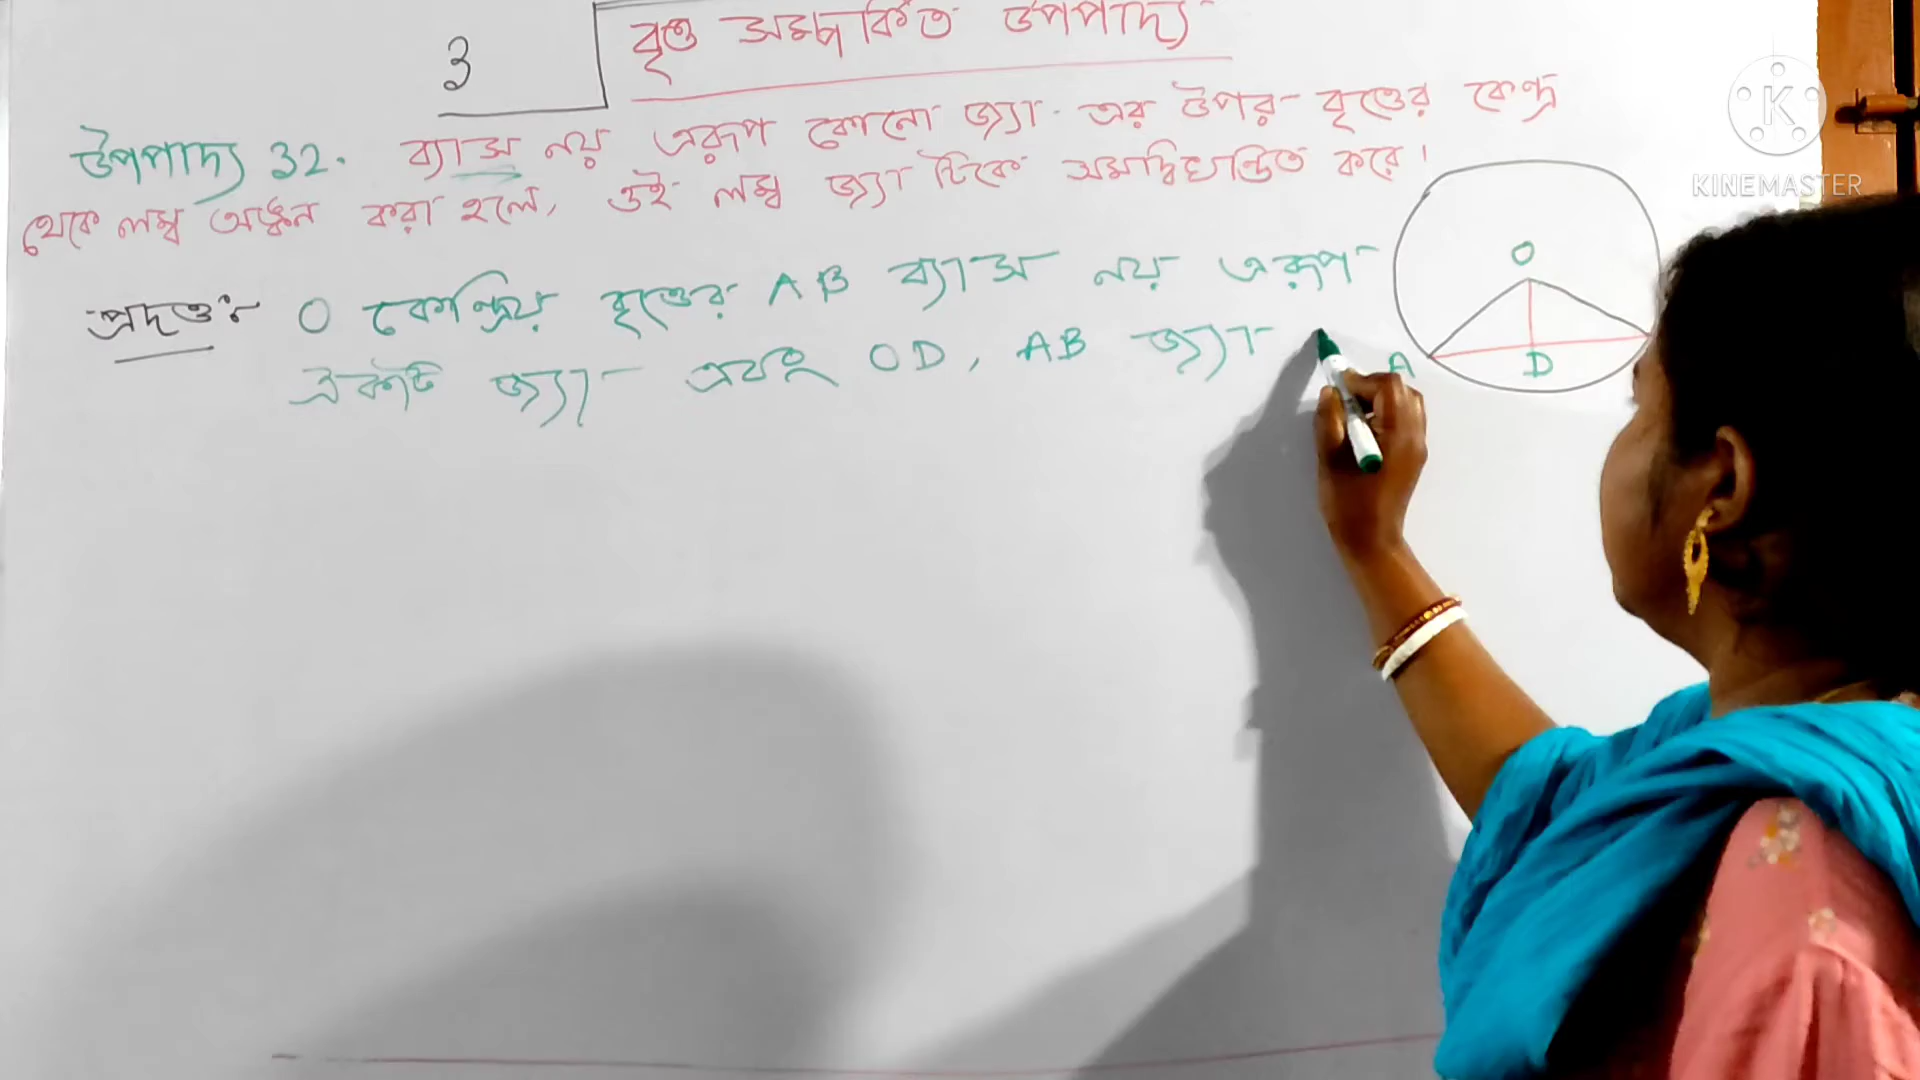 3
বৃত্ত সম্পর্কিত উপপাদ্য
উপপাদ্য 32. ব্যাস নয় এরূপ কোনো জ্যা এর উপর বৃত্তের কেন্দ্র
থেকে লম্ব অঙ্কন করা হলে, ওই লম্ব জ্যা টিকে সমদ্বিখন্ডিত করে।
প্রদত্তঃ O কেন্দ্রিয় বৃত্তের AB ব্যাস নয় এরূপ
একটি জ্যা এবং OD, AB জ্যা
O
A
D
K
KINEMASTER